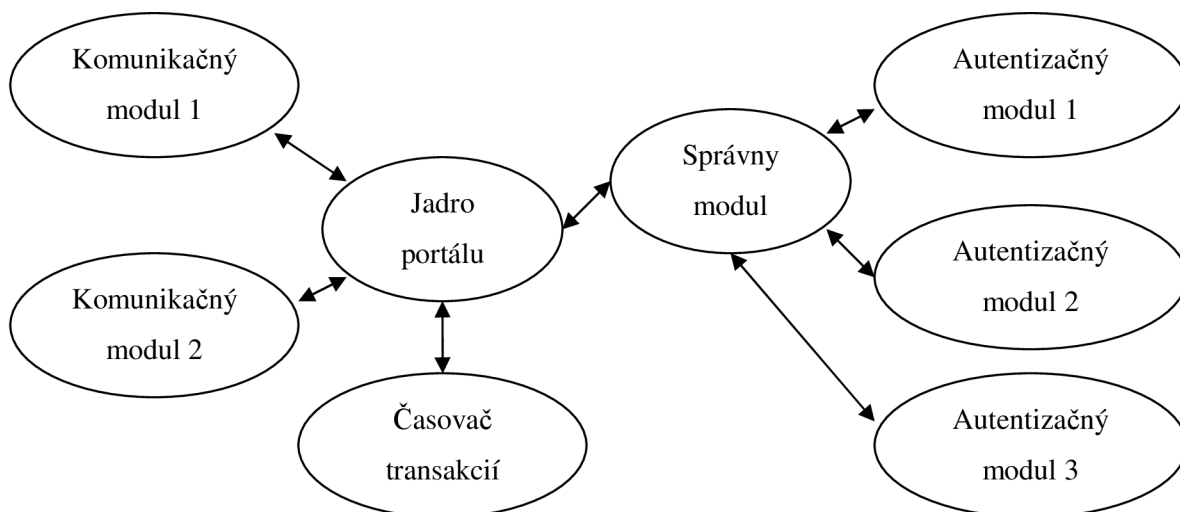 Komunikačný
modul 1
Komunikačný
modul 2
Jadro
portálu
Časovač
transakcií
Správny
modul
Autentizačný
modul 1
Autentizačný
modul 2
Autentizačný
modul 3